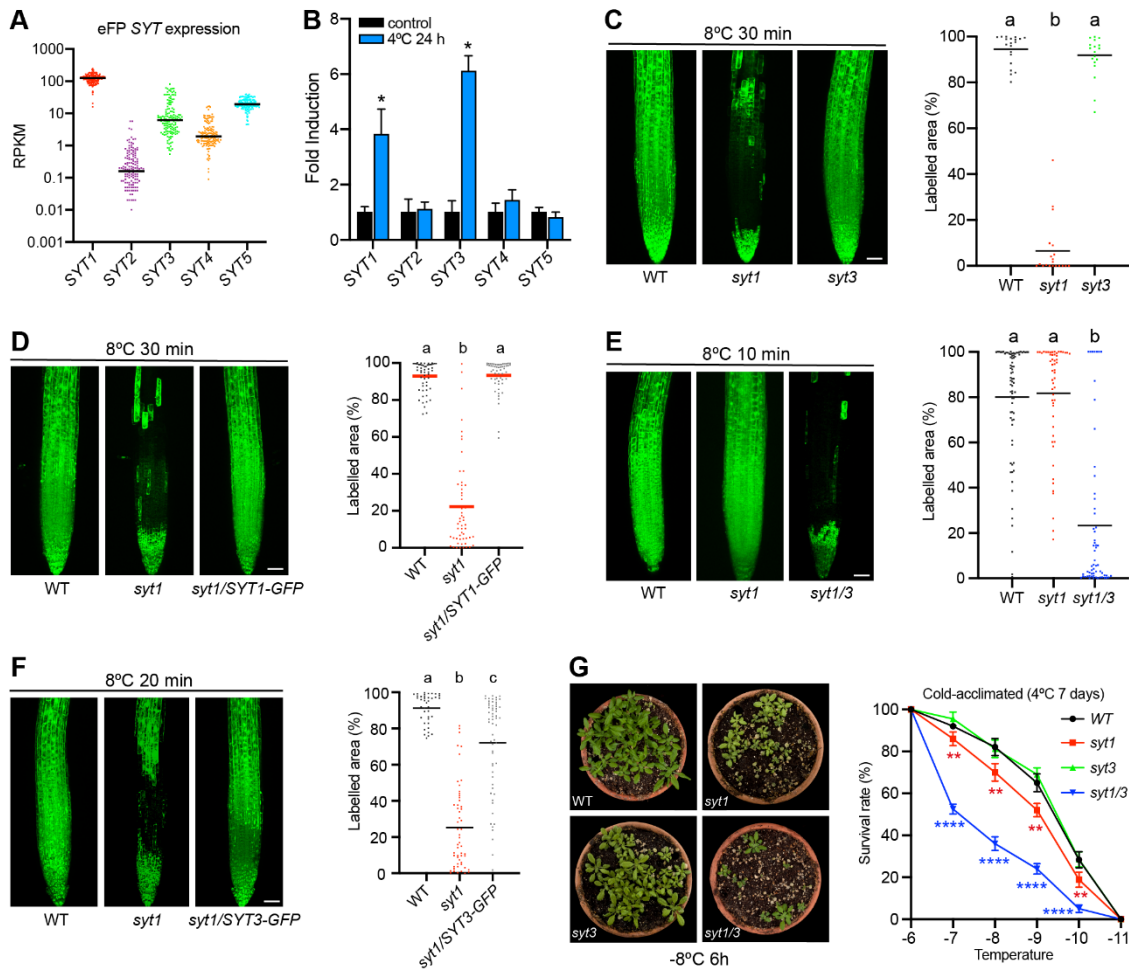 A
eFP SYT expression
RPKM
1000
100
10
1
0.1
0.01
0.001
SYT1
SYT2
SYT3
SYT4
SYT5
B
control
4ºC 24 h
Fold Induction
8
6
4
2
0
*
*
SYT1
SYT2
SYT3
SYT4
SYT5
C
8ºC 30 min
WT
syt1
syt3
Labelled area (%)
100
80
60
40
20
0
a
b
a
WT
syt1
syt3
D
8ºC 30 min
WT
syt1
syt1/SYT1-GFP
Labelled area (%)
100
80
60
40
20
0
a
b
a
WT
syt1
syt1/SYT1-GFP
E
8ºC 10 min
WT
syt1
syt1/3
Labelled area (%)
100
80
60
40
20
0
a
a
b
WT
syt1
syt1/3
F
8ºC 20 min
WT
syt1
syt1/SYT3-GFP
Labelled area (%)
100
80
60
40
20
0
a
b
c
WT
syt1
syt1/SYT3-GFP
G
WT
syt1
syt3
syt1/3
-8ºC 6h
Cold-acclimated (4ºC 7 days)
WT
syt1
syt3
syt1/3
Survival rate (%)
100
80
60
40
20
0
**
**
**
**
****
****
****
****
-6
-7
-8
-9
-10
-11
Temperature